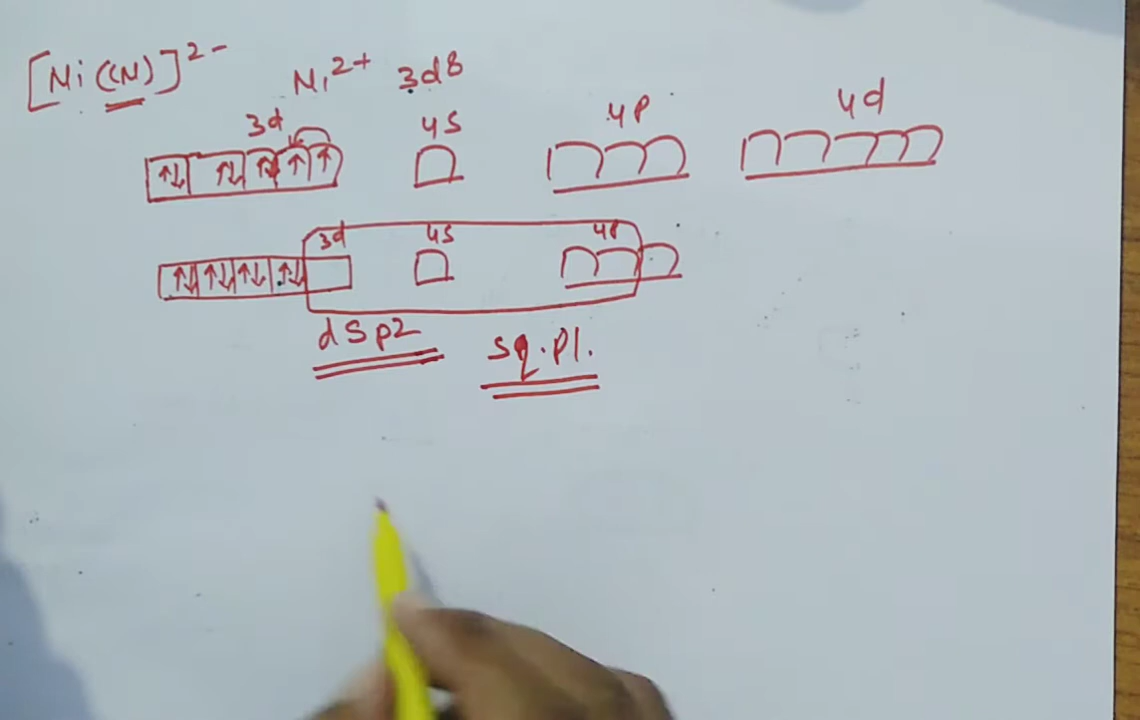 [Ni(CN)]2-
Ni2+ 3d8
3d 4s 4p 4d
↑↓ ↑↓ ↑↓ ↑ ↑
3d 4s 4p
↑↓ ↑↓ ↑↓ ↑↓
dsp2 sq.pl.